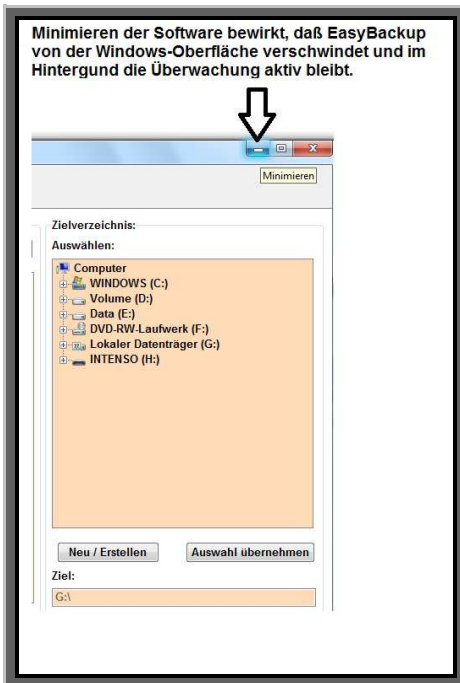 Minimieren der Software bewirkt, daß EasyBackup
von der Windows-Oberfläche verschwindet und im
Hintergund die Überwachung aktiv bleibt.
Minimieren
Zielverzeichnis:
Auswählen:
Computer
WINDOWS (C:)
Volume (D:)
Data (E:)
DVD-RW-Laufwerk (F:)
Lokaler Datenträger (G:)
INTENSO (H:)
Neu / Erstellen Auswahl übernehmen
Ziel:
G:\